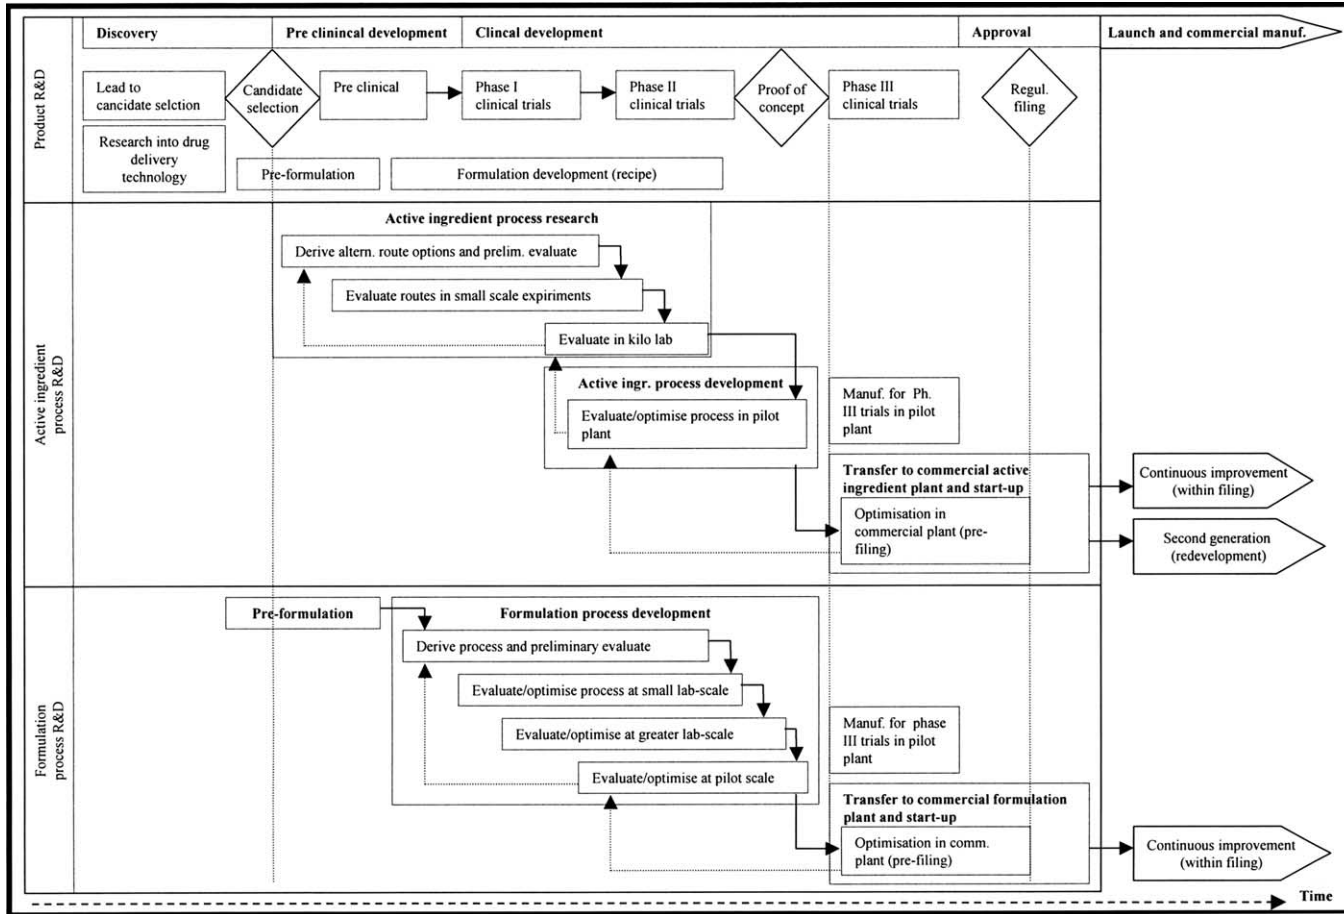 Discovery
Pre clinincal development
Clincal development
Approval
Launch and commercial manuf.
Product R&D
Lead to
cancidate selction
Candidate
selection
Pre clinical
Phase I
clinical trials
Phase II
clinical trials
Proof of
concept
Phase III
clinical trials
Regul.
filing
Research into drug
delivery
technology
Pre-formulation
Formulation development (recipe)
Active ingredient
process R&D
Active ingredient process research
Derive altern. route options and prelim. evaluate
Evaluate routes in small scale expiriments
Evaluate in kilo lab
Active ingr. process development
Evaluate/optimise process in pilot
plant
Manuf. for Ph.
III trials in pilot
plant
Transfer to commercial active
ingredient plant and start-up
Optimisation in
commercial plant (pre-
filing)
Continuous improvement
(within filing)
Second generation
(redevelopment)
Formulation
process R&D
Pre-formulation
Formulation process development
Derive process and preliminary evaluate
Evaluate/optimise process at small lab-scale
Evaluate/optimise at greater lab-scale
Evaluate/optimise at pilot scale
Manuf. for phase
III trials in pilot
plant
Transfer to commercial formulation
plant and start-up
Optimisation in comm.
plant (pre-filing)
Continuous improvement
(within filing)
Time